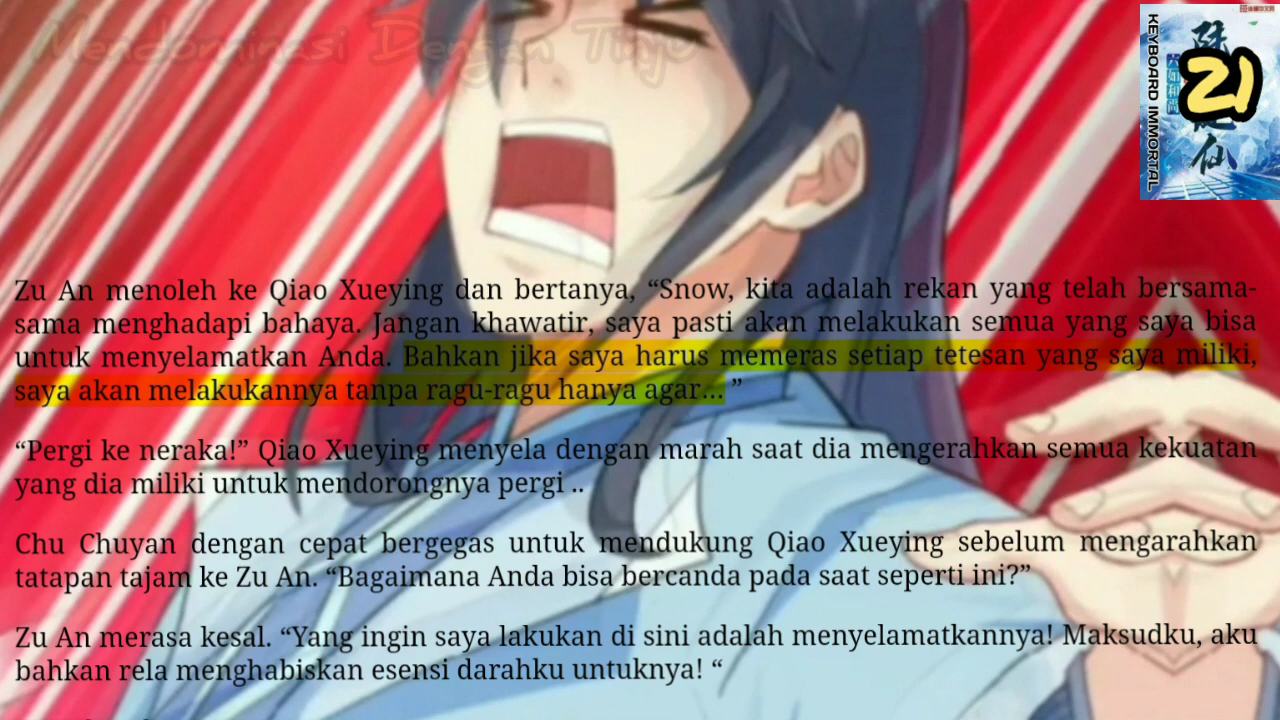 Mendominasi Dengan Tinju
KEYBOARD IMMORTAL
21
仙
Zu An menoleh ke Qiao Xueying dan bertanya, “Snow, kita adalah rekan yang telah bersama-
sama menghadapi bahaya. Jangan khawatir, saya pasti akan melakukan semua yang saya bisa
untuk menyelamatkan Anda. Bahkan jika saya harus memeras setiap tetesan yang saya miliki,
saya akan melakukannya tanpa ragu-ragu hanya agar... ”
“Pergi ke neraka!” Qiao Xueying menyela dengan marah saat dia mengerahkan semua kekuatan
yang dia miliki untuk mendorongnya pergi ..
Chu Chuyan dengan cepat bergegas untuk mendukung Qiao Xueying sebelum mengarahkan
tatapan tajam ke Zu An. “Bagaimana Anda bisa bercanda pada saat seperti ini?”
Zu An merasa kesal. “Yang ingin saya lakukan di sini adalah menyelamatkannya! Maksudku, aku
bahkan rela menghabiskan esensi darahku untuknya! “